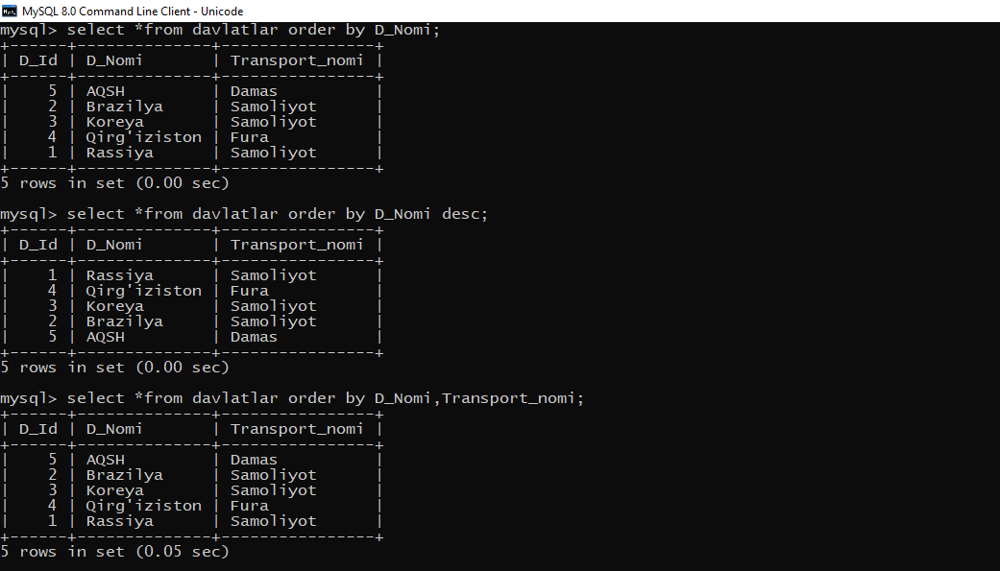 MySQL 8.0 Command Line Client - Unicode
mysql> select *from davlatlar order by D_Nomi;
+------+--------------+----------------+
| D_Id | D_Nomi       | Transport_nomi |
+------+--------------+----------------+
|    5 | AQSH         | Damas          |
|    2 | Brazilya     | Samoliyot      |
|    3 | Koreya       | Samoliyot      |
|    4 | Qirg'iziston | Fura           |
|    1 | Rassiya      | Samoliyot      |
+------+--------------+----------------+
5 rows in set (0.00 sec)
mysql> select *from davlatlar order by D_Nomi desc;
+------+--------------+----------------+
| D_Id | D_Nomi       | Transport_nomi |
+------+--------------+----------------+
|    1 | Rassiya      | Samoliyot      |
|    4 | Qirg'iziston | Fura           |
|    3 | Koreya       | Samoliyot      |
|    2 | Brazilya     | Samoliyot      |
|    5 | AQSH         | Damas          |
+------+--------------+----------------+
5 rows in set (0.00 sec)
mysql> select *from davlatlar order by D_Nomi,Transport_nomi;
+------+--------------+----------------+
| D_Id | D_Nomi       | Transport_nomi |
+------+--------------+----------------+
|    5 | AQSH         | Damas          |
|    2 | Brazilya     | Samoliyot      |
|    3 | Koreya       | Samoliyot      |
|    4 | Qirg'iziston | Fura           |
|    1 | Rassiya      | Samoliyot      |
+------+--------------+----------------+
5 rows in set (0.05 sec)